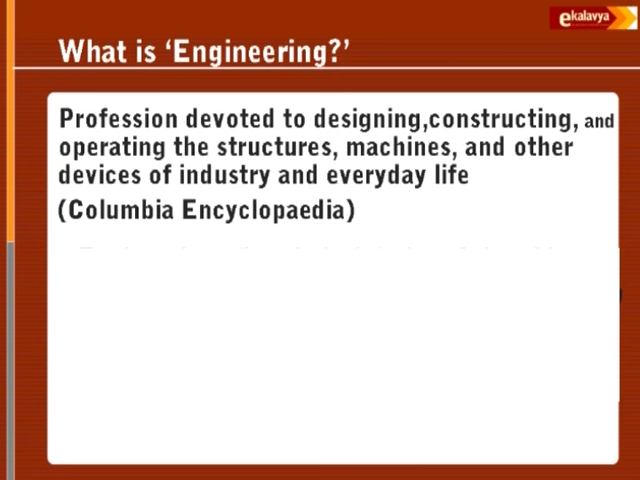 ekalavya
What is ‘Engineering?’
Profession devoted to designing,constructing, and
operating the structures, machines, and other
devices of industry and everyday life
(Columbia Encyclopaedia)